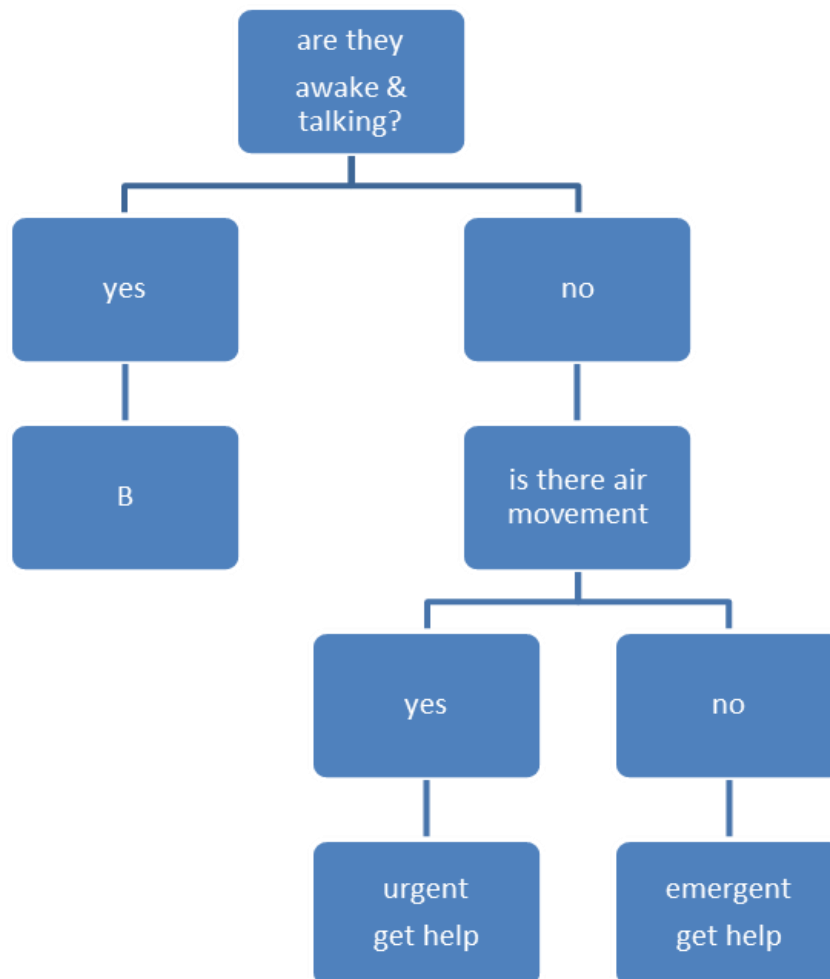 are they
awake &
talking?
yes
no
B
is there air
movement
yes
no
urgent
get help
emergent
get help